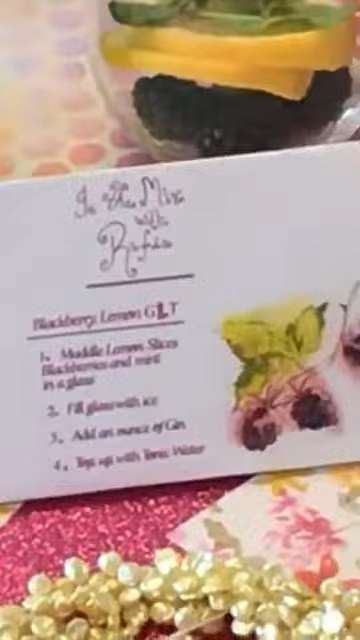 In the Mix
with
Blackberry Lemon G&T
1. Muddle Lemon Slices
Blackberries and mint
in a glass
2. Fill glass with ice
3. Add an ounce of Gin
4. Top up with Tonic Water